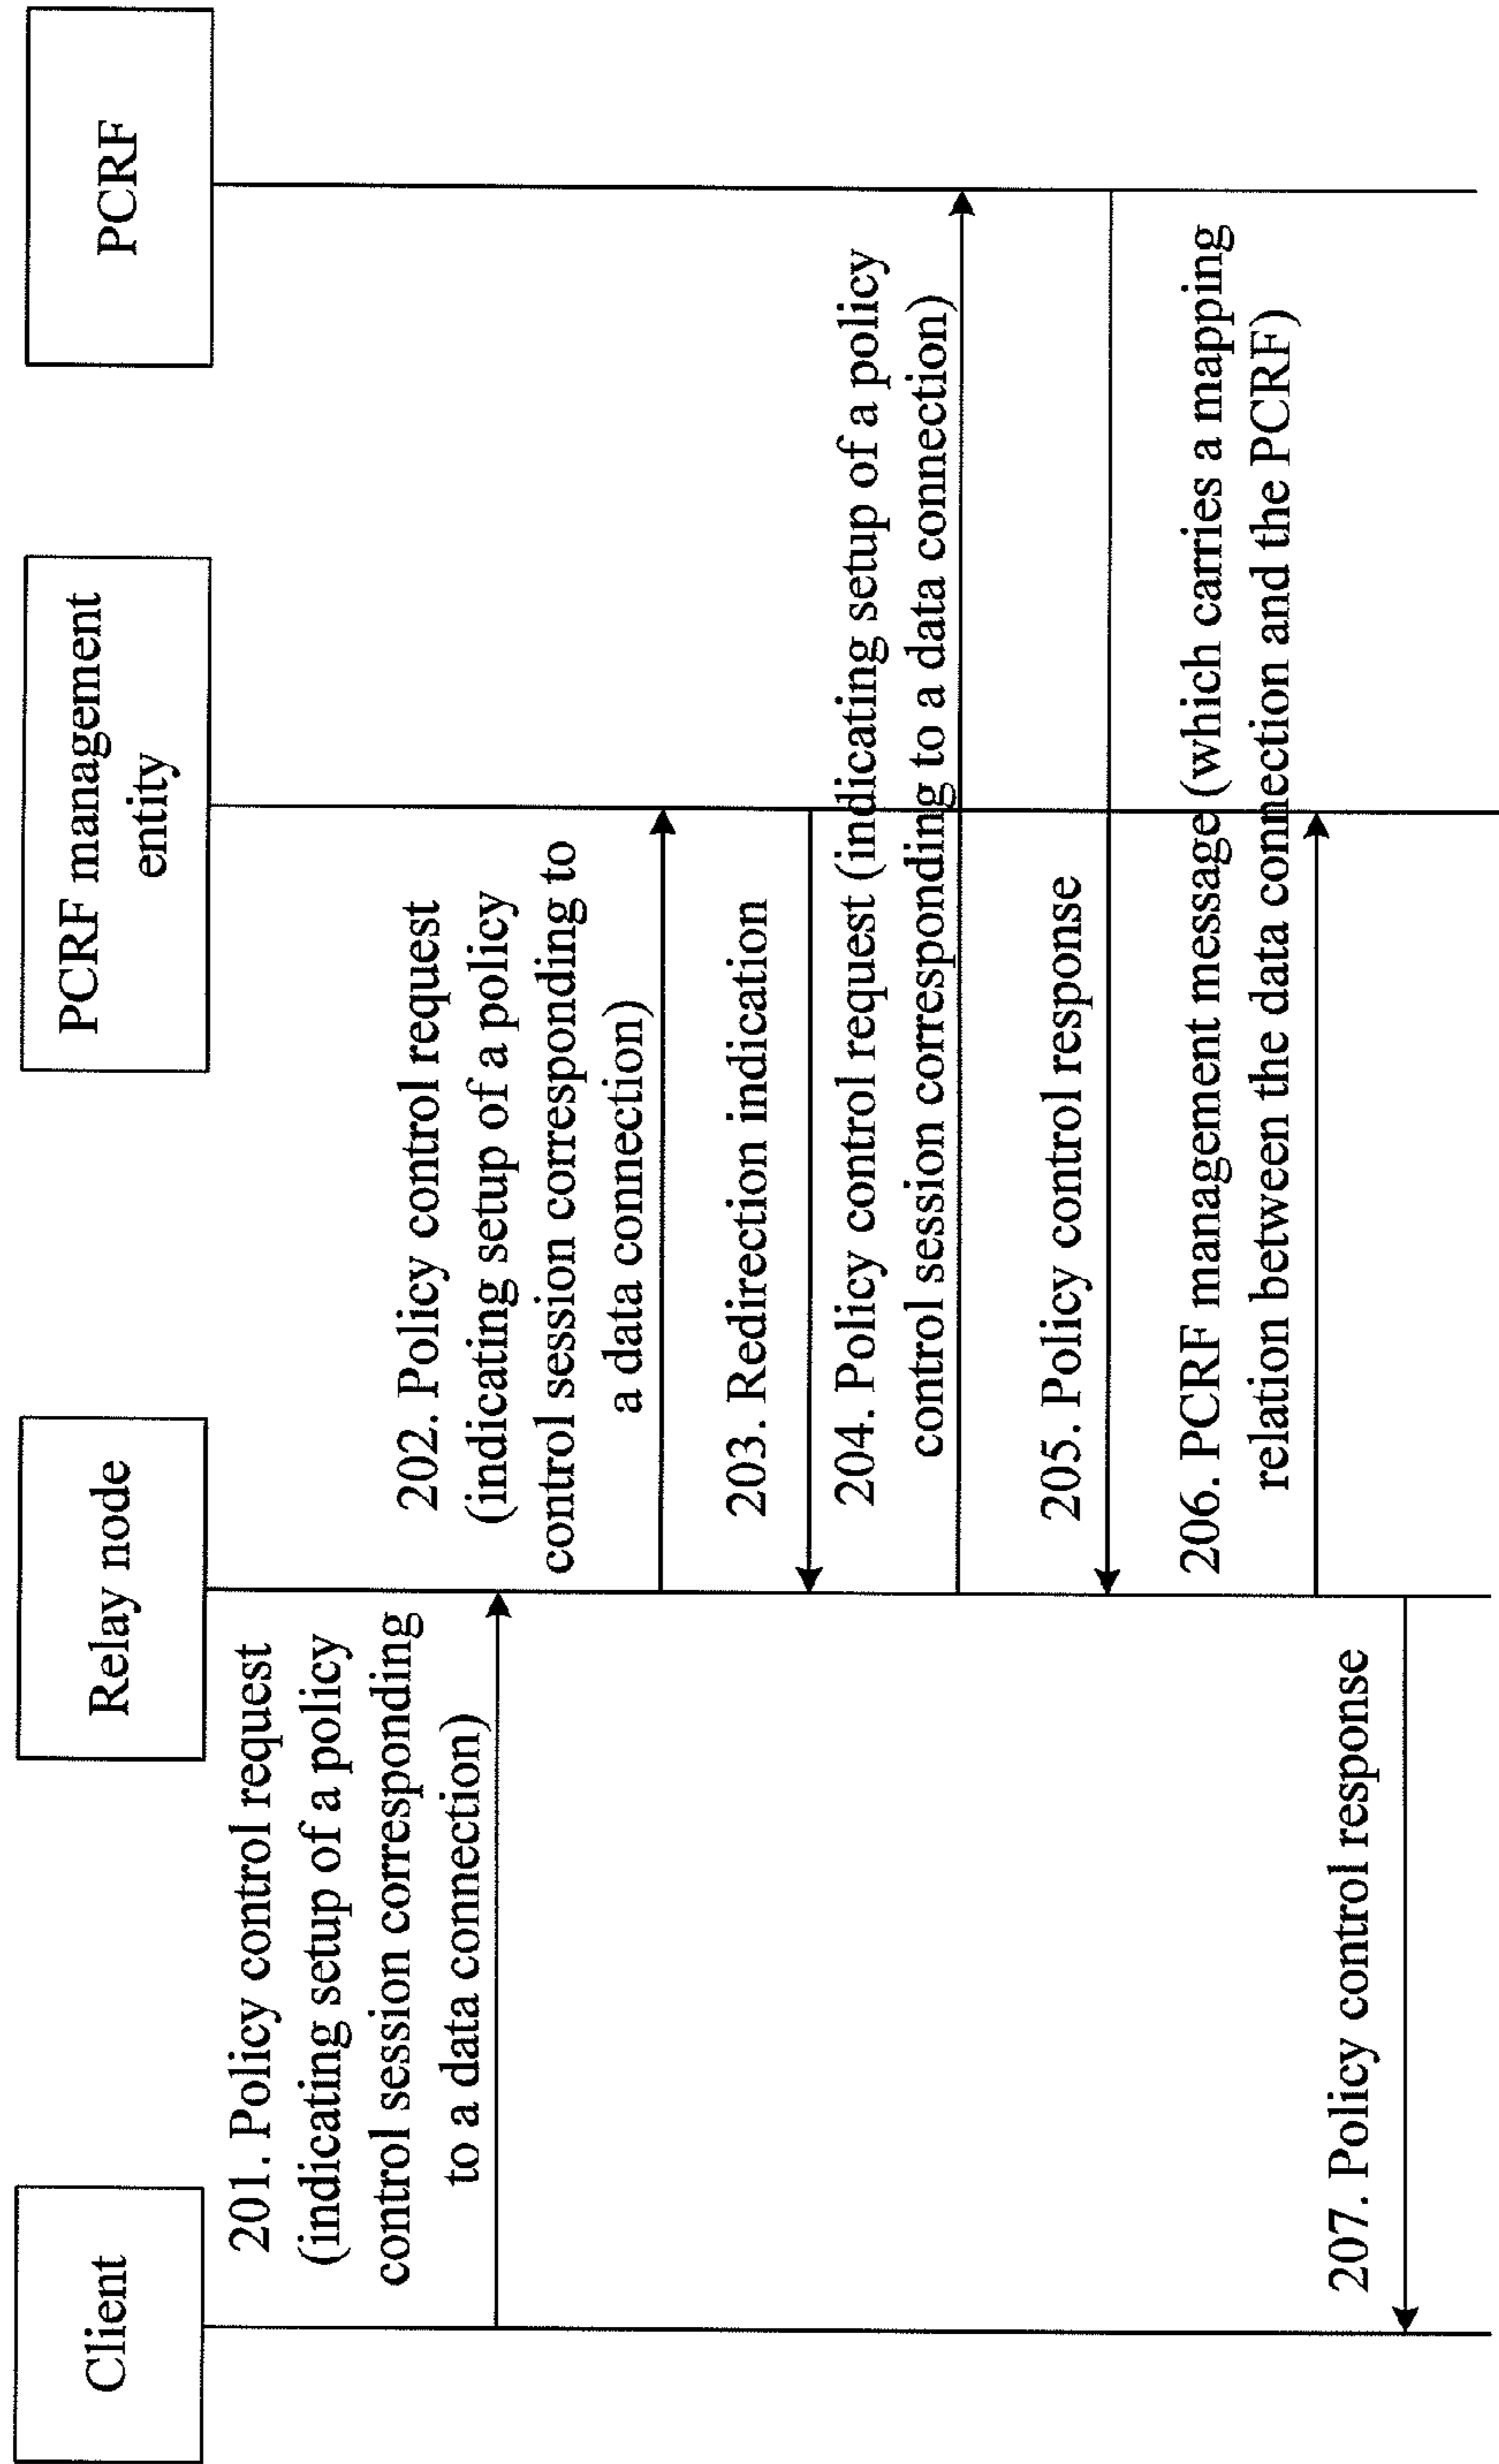 Client
Relay node
PCRF management
entity
PCRF
201. Policy control request
(indicating setup of a policy
control session corresponding
to a data connection)
202. Policy control request
(indicating setup of a policy
control session corresponding to
a data connection)
203. Redirection indication
204. Policy control request (indicating setup of a policy
control session corresponding to a data connection)
205. Policy control response
206. PCRF management message (which carries a mapping
relation between the data connection and the PCRF)
207. Policy control response